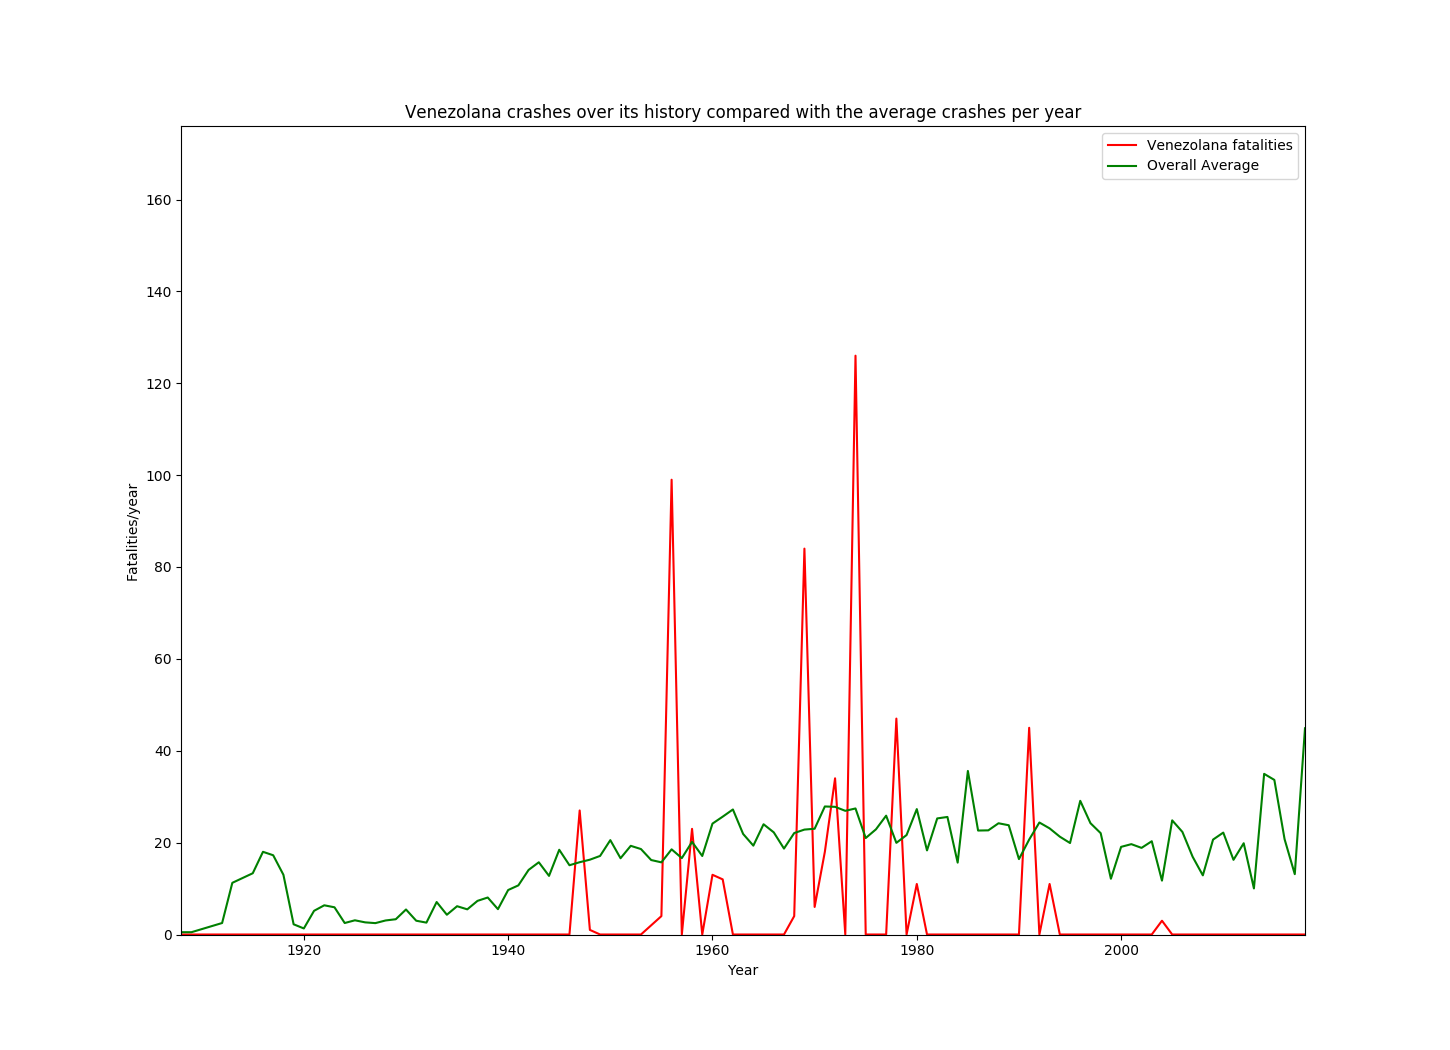 Venezolana crashes over its history compared with the average crashes per year
Venezolana fatalities
Overall Average
160
140
120
100
80
60
40
20
0
Fatalities/year
1920 1940 1960 1980 2000
Year